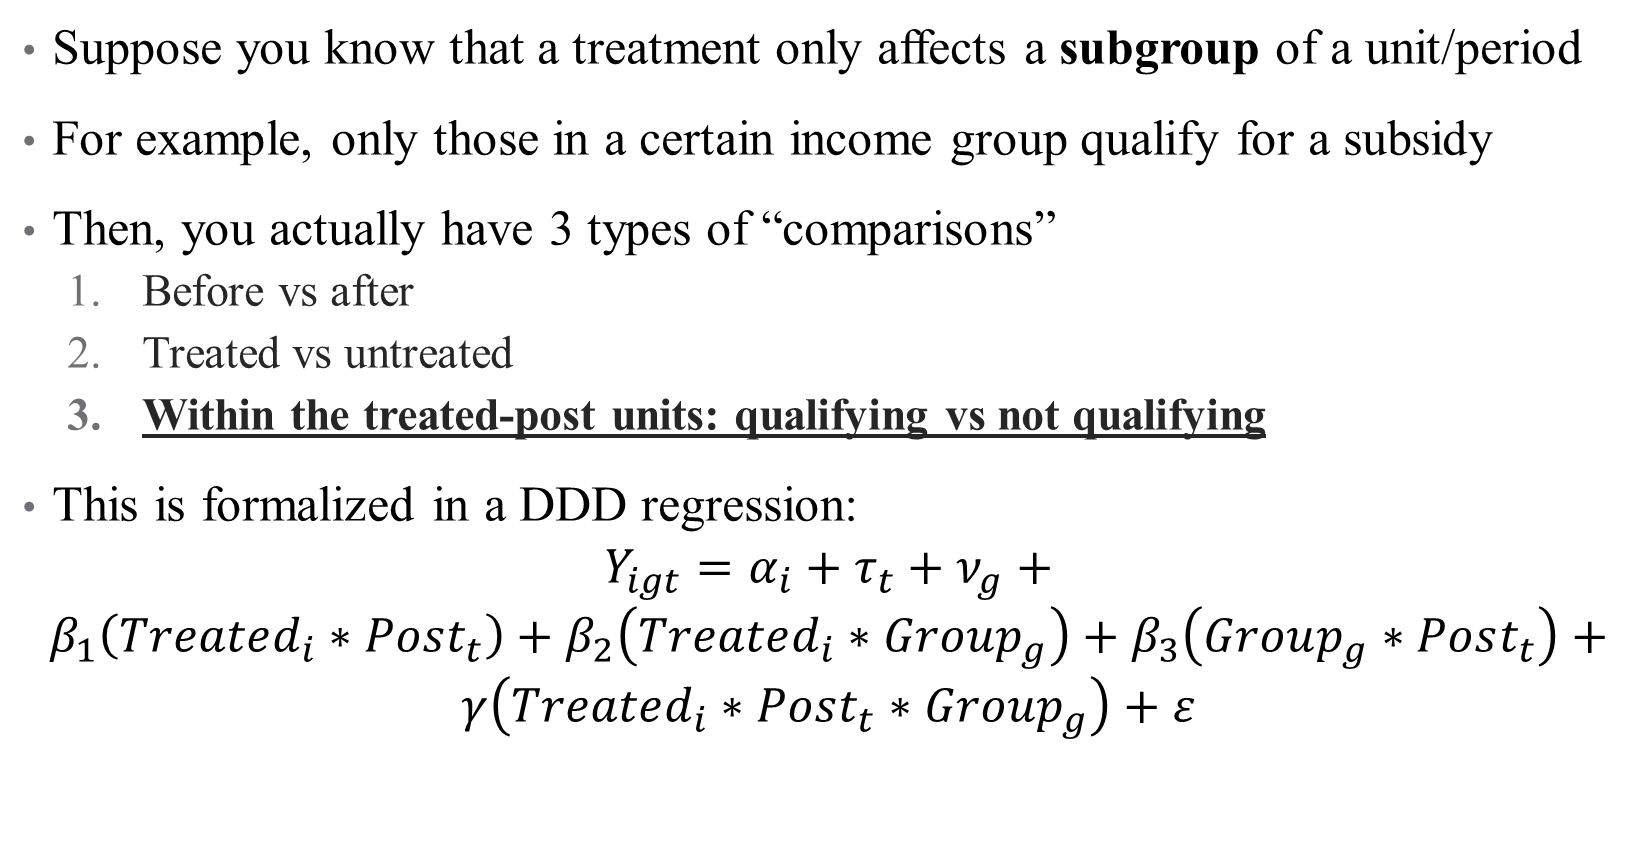 • Suppose you know that a treatment only affects a subgroup of a unit/period
• For example, only those in a certain income group qualify for a subsidy
• Then, you actually have 3 types of “comparisons”
1. Before vs after
2. Treated vs untreated
3. Within the treated-post units: qualifying vs not qualifying
• This is formalized in a DDD regression:
Y_{igt} = α_i + τ_t + ν_g +
β_1(Treated_i * Post_t) + β_2(Treated_i * Group_g) + β_3(Group_g * Post_t) +
γ(Treated_i * Post_t * Group_g) + ε